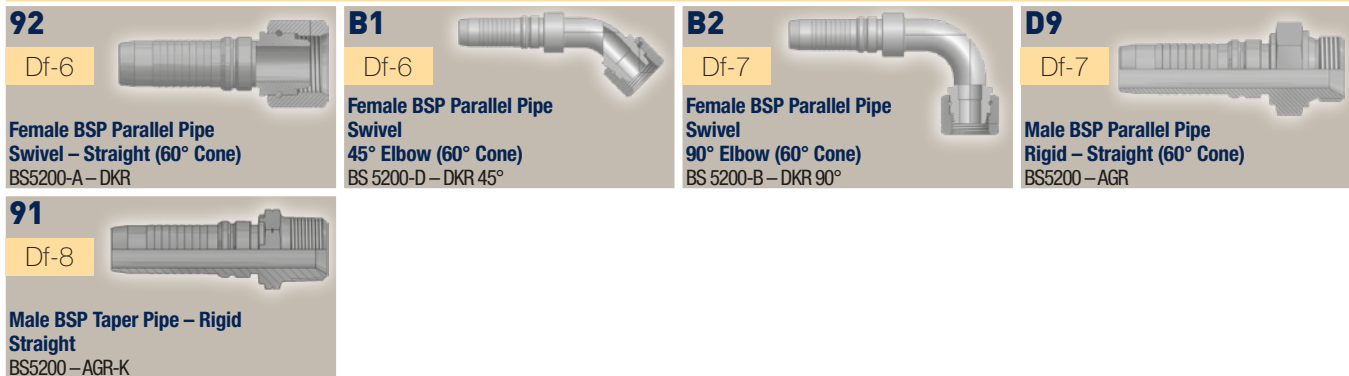 92
Df-6
Female BSP Parallel Pipe
Swivel – Straight (60° Cone)
BS5200-A – DKR
B1
Df-6
Female BSP Parallel Pipe
Swivel
45° Elbow (60° Cone)
BS 5200-D – DKR 45°
B2
Df-7
Female BSP Parallel Pipe
Swivel
90° Elbow (60° Cone)
BS 5200-B – DKR 90°
D9
Df-7
Male BSP Parallel Pipe
Rigid – Straight (60° Cone)
BS5200 – AGR
91
Df-8
Male BSP Taper Pipe – Rigid
Straight
BS5200 – AGR-K